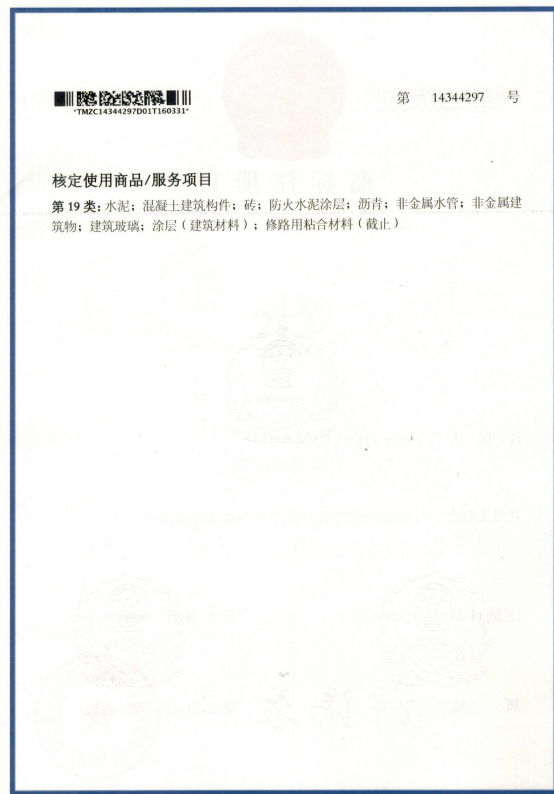 *TMZC14344297D01T160331*
第 14344297 号
核定使用商品/服务项目
第 19 类: 水泥；混凝土建筑构件；砖；防火水泥涂层；沥青；非金属水管；非金属建
筑物；建筑玻璃；涂层（建筑材料）；修路用粘合材料（截止）